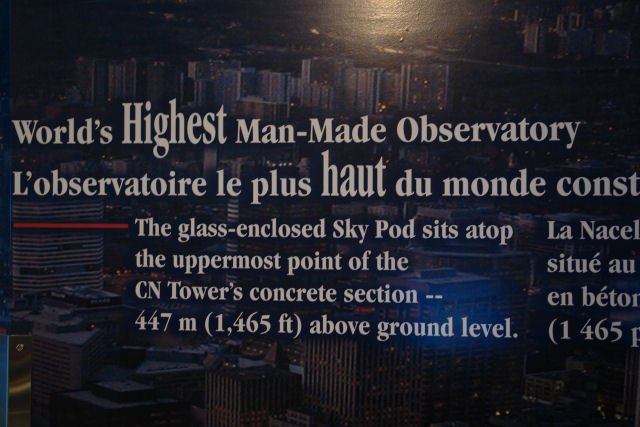 World's Highest Man-Made Observatory
L'observatoire le plus haut du monde const
The glass-enclosed Sky Pod sits atop
the uppermost point of the
CN Tower's concrete section --
447 m (1,465 ft) above ground level.
La Nacel
situé au
en béton
(1 465 p